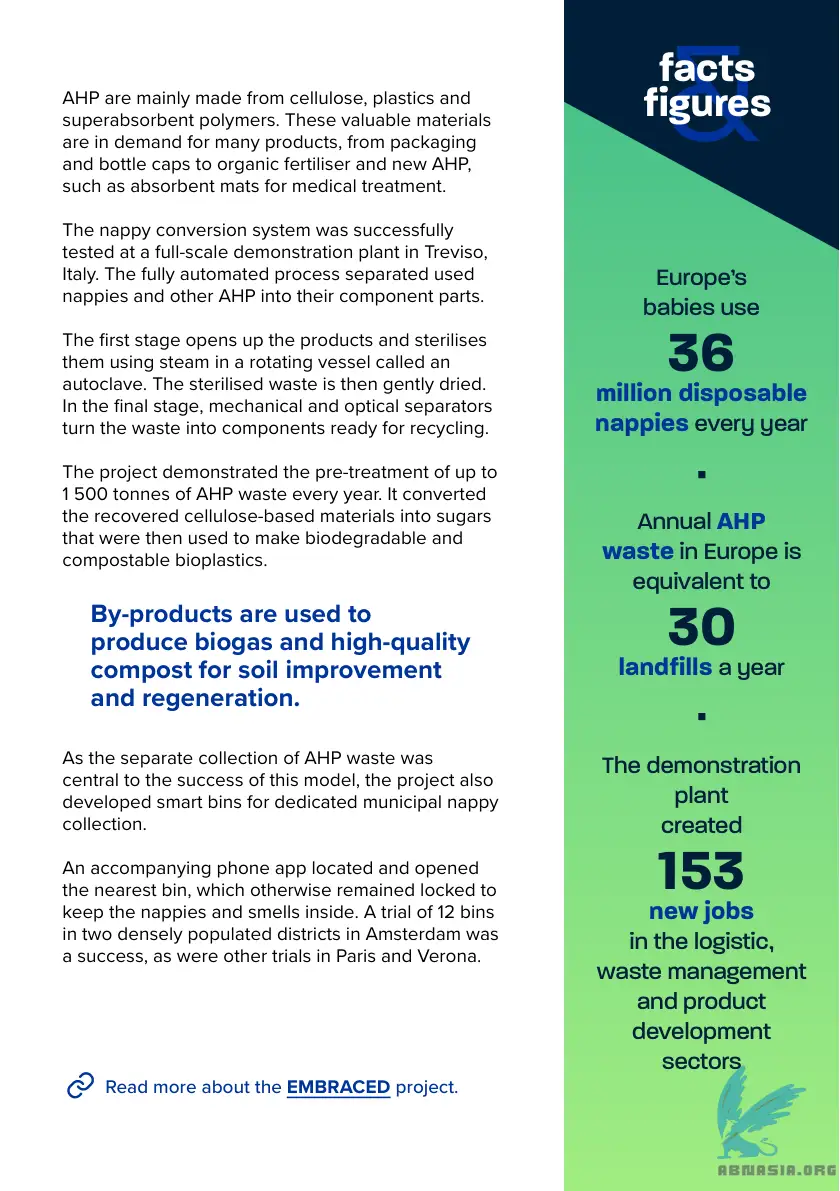 AHP are mainly made from cellulose, plastics and
superabsorbent polymers. These valuable materials
are in demand for many products, from packaging
and bottle caps to organic fertiliser and new AHP,
such as absorbent mats for medical treatment.
The nappy conversion system was successfully
tested at a full-scale demonstration plant in Treviso,
Italy. The fully automated process separated used
nappies and other AHP into their component parts.
The first stage opens up the products and sterilises
them using steam in a rotating vessel called an
autoclave. The sterilised waste is then gently dried.
In the final stage, mechanical and optical separators
turn the waste into components ready for recycling.
The project demonstrated the pre-treatment of up to
1 500 tonnes of AHP waste every year. It converted
the recovered cellulose-based materials into sugars
that were then used to make biodegradable and
compostable bioplastics.
By-products are used to
produce biogas and high-quality
compost for soil improvement
and regeneration.
As the separate collection of AHP waste was
central to the success of this model, the project also
developed smart bins for dedicated municipal nappy
collection.
An accompanying phone app located and opened
the nearest bin, which otherwise remained locked to
keep the nappies and smells inside. A trial of 12 bins
in two densely populated districts in Amsterdam was
a success, as were other trials in Paris and Verona.
Read more about the EMBRACED project.
&
facts
figures
Europe's
babies use
36
million disposable
nappies every year
Annual AHP
waste in Europe is
equivalent to
30
landfills a year
The demonstration
plant
created
153
new jobs
in the logistic,
waste management
and product
development
sectors
ABNASIA.ORG